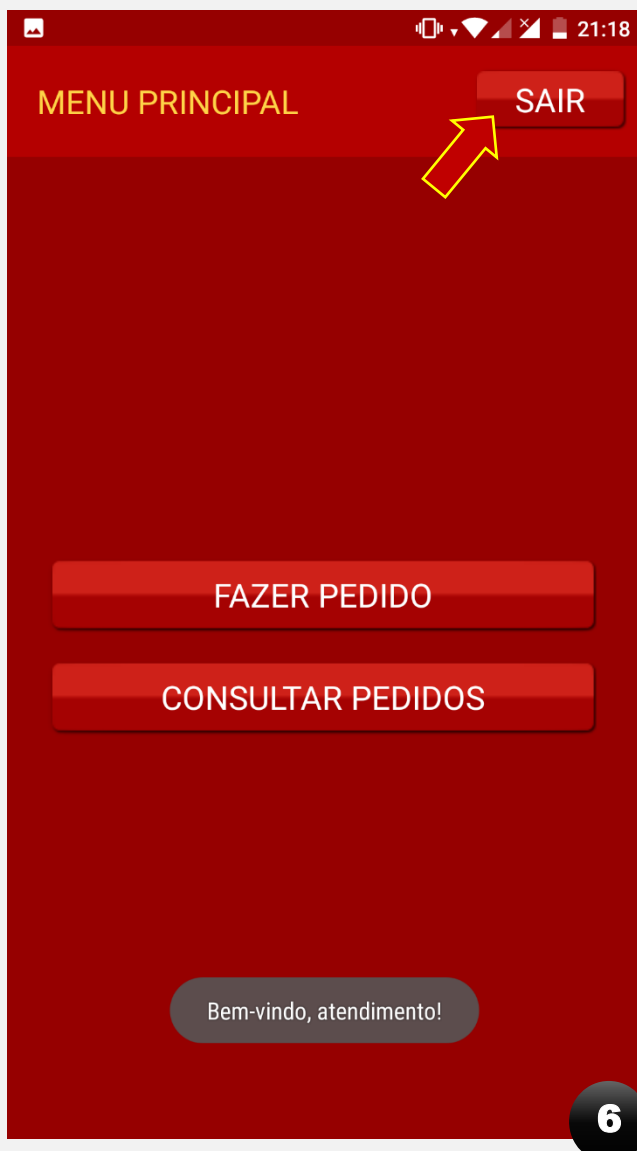 21:18
MENU PRINCIPAL
SAIR
FAZER PEDIDO
CONSULTAR PEDIDOS
Bem-vindo, atendimento!
6